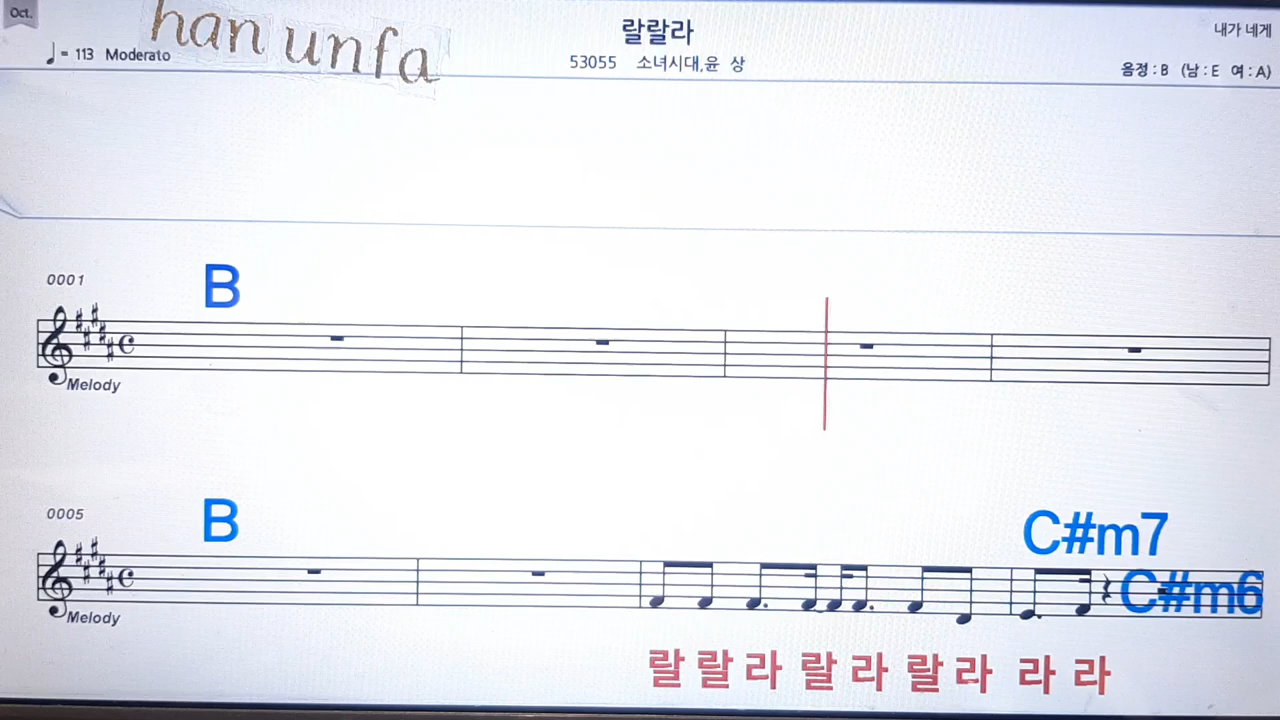 Oct.
han unfa
랄랄라
내가 네게
♩= 113 Moderato
53055 소녀시대,윤 상
음정 : B (남 : E 여 : A)
0001
B
Melody
0005
B
C#m7
C#m6
Melody
랄 랄 라 랄 라 랄 라 라 라